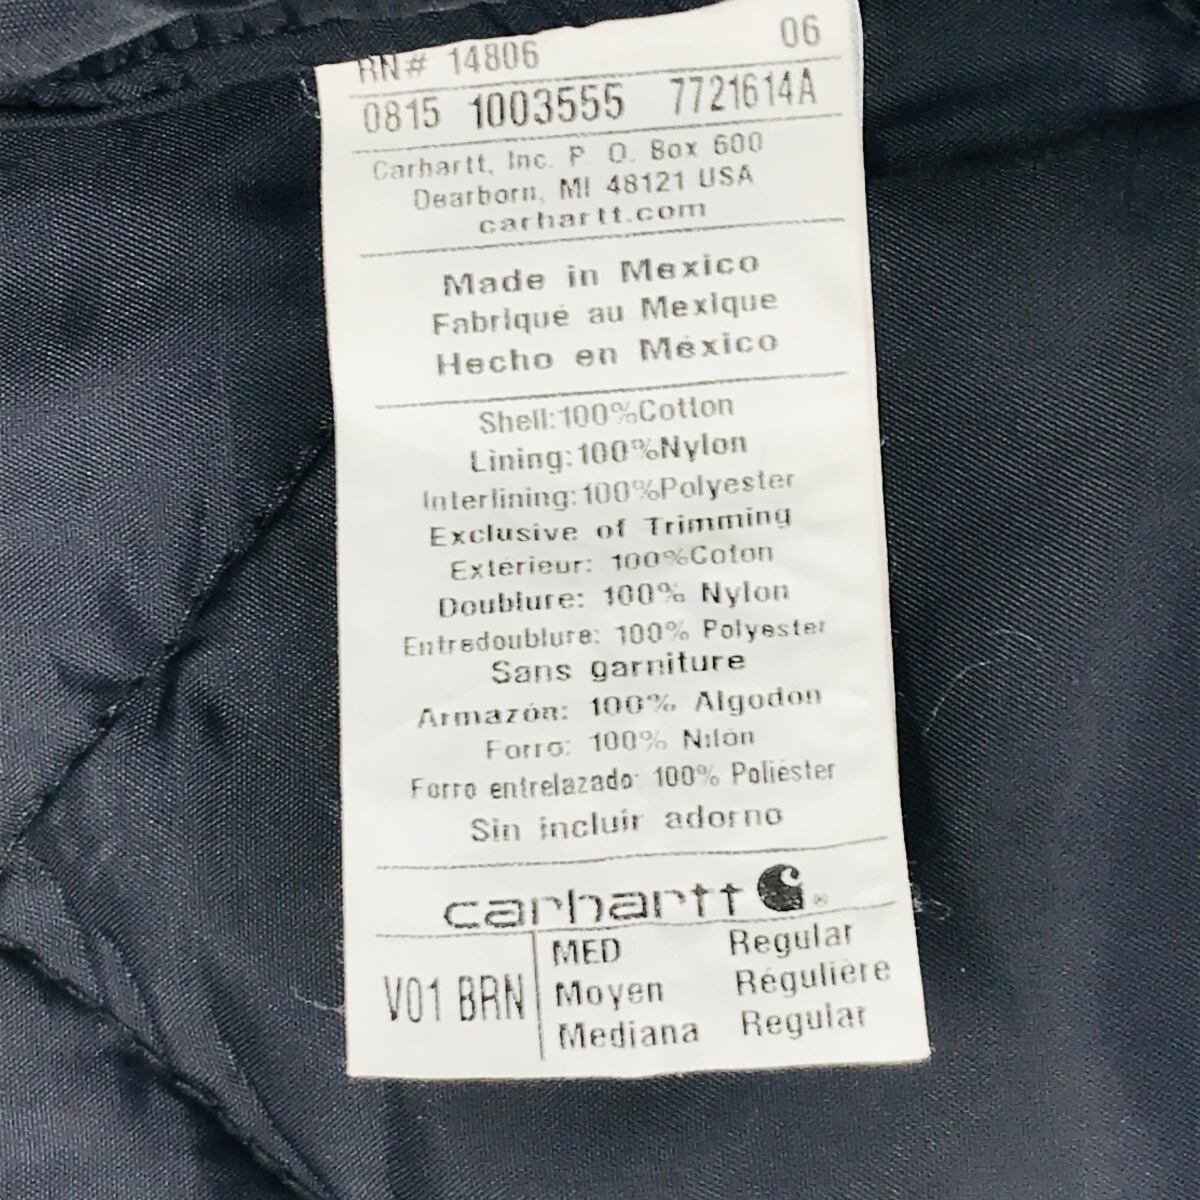 RN# 14806 06
0815 1003555 7721614A
Carhartt, Inc. P. O. Box 600
Dearborn, MI 48121 USA
carhartt.com
Made in Mexico
Fabriqué au Mexique
Hecho en México
Shell:100%Cotton
Lining:100%Nylon
Interlining:100%Polyester
Exclusive of Trimming
Extérieur: 100%Coton
Doublure: 100% Nylon
Entredoublure: 100% Polyester
Sans garniture
Armazón: 100% Algodón
Forro: 100% Nilón
Forro entrelazado: 100% Poliéster
Sin incluir adorno
carhartt ®
V01 BRN
MED Regular
Moyen Régulière
Mediana Regular